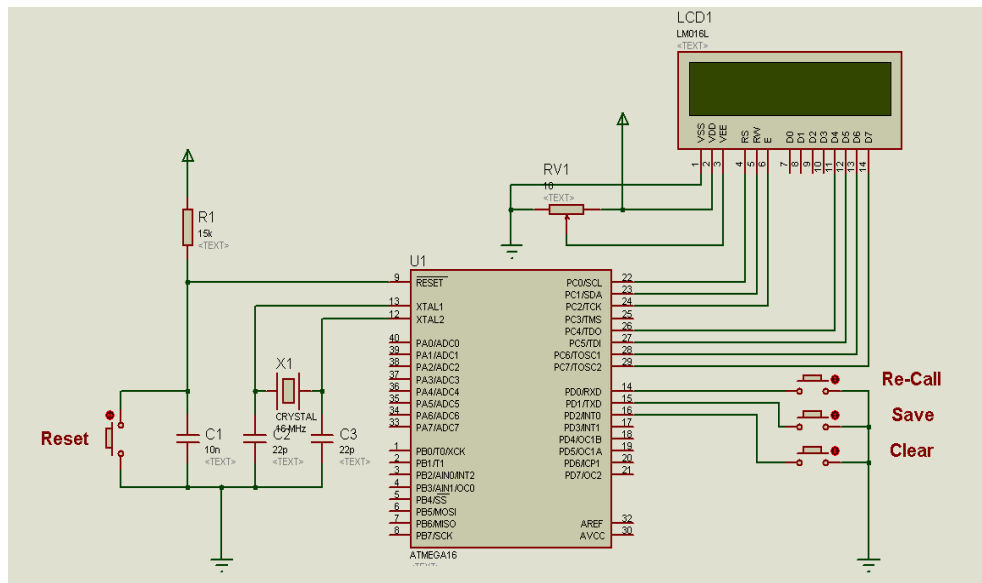 LCD1
LM016L
<TEXT>
VSS VDD VEE RS RW E D0 D1 D2 D3 D4 D5 D6 D7
1 2 3 4 5 6 7 8 9 10 11 12 13 14
RV1
10
<TEXT>
R1
15k
<TEXT>
U1
9 RESET PC0/SCL 22
PC1/SDA 23
13 XTAL1 PC2/TCK 24
12 XTAL2 PC3/TMS 25
PC4/TDO 26
40 PA0/ADC0 PC5/TDI 27
39 PA1/ADC1 PC6/TOSC1 28
38 PA2/ADC2 PC7/TOSC2 29
37 PA3/ADC3
36 PA4/ADC4 PD0/RXD 14
35 PA5/ADC5 PD1/TXD 15
34 PA6/ADC6 PD2/INT0 16
33 PA7/ADC7 PD3/INT1 17
PD4/OC1B 18
1 PB0/T0/XCK PD5/OC1A 19
2 PB1/T1 PD6/ICP1 20
3 PB2/AIN0/INT2 PD7/OC2 21
4 PB3/AIN1/OC0
5 PB4/SS
6 PB5/MOSI
7 PB6/MISO AREF 32
8 PB7/SCK AVCC 30
ATMEGA16
<TEXT>
X1
CRYSTAL
16-MHz
Reset
C1
10n
<TEXT>
C2
22p
<TEXT>
C3
22p
<TEXT>
Re-Call
Save
Clear